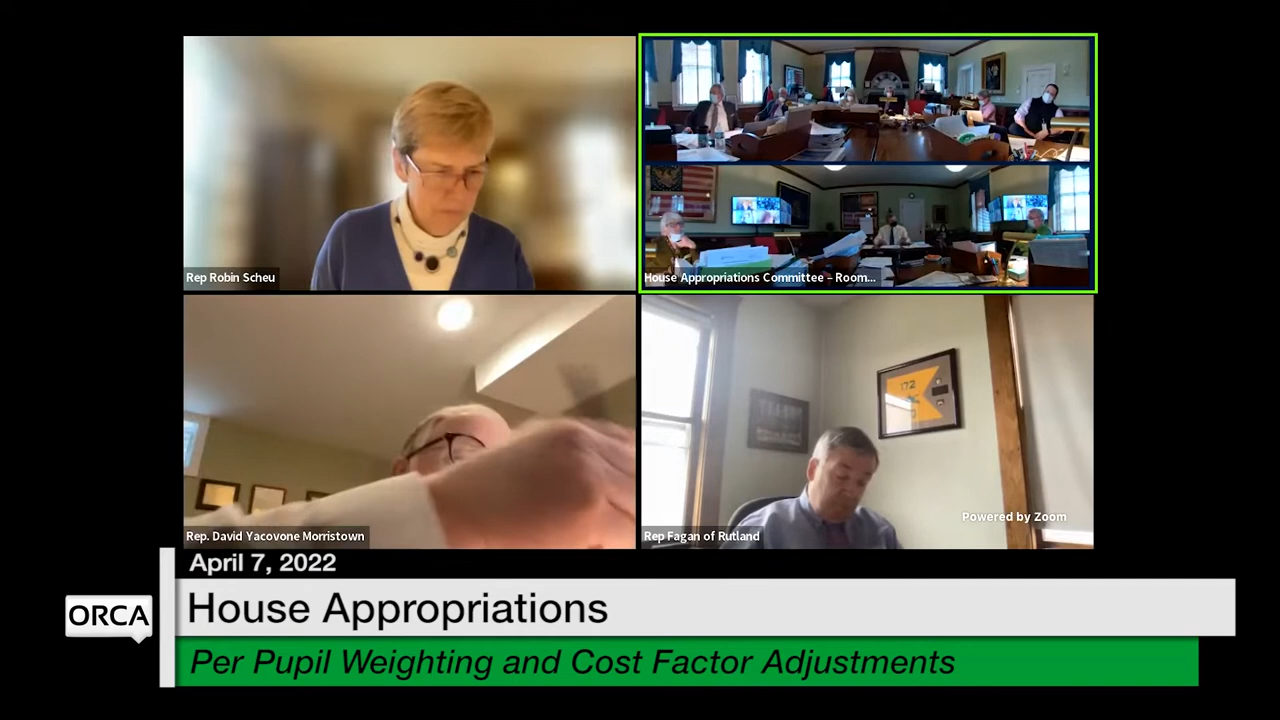 Rep Robin Scheu
House Appropriations Committee – Room...
172
Rep. David Yacovone Morristown
Rep Fagan of Rutland
Powered by Zoom
April 7, 2022
ORCA
House Appropriations
Per Pupil Weighting and Cost Factor Adjustments